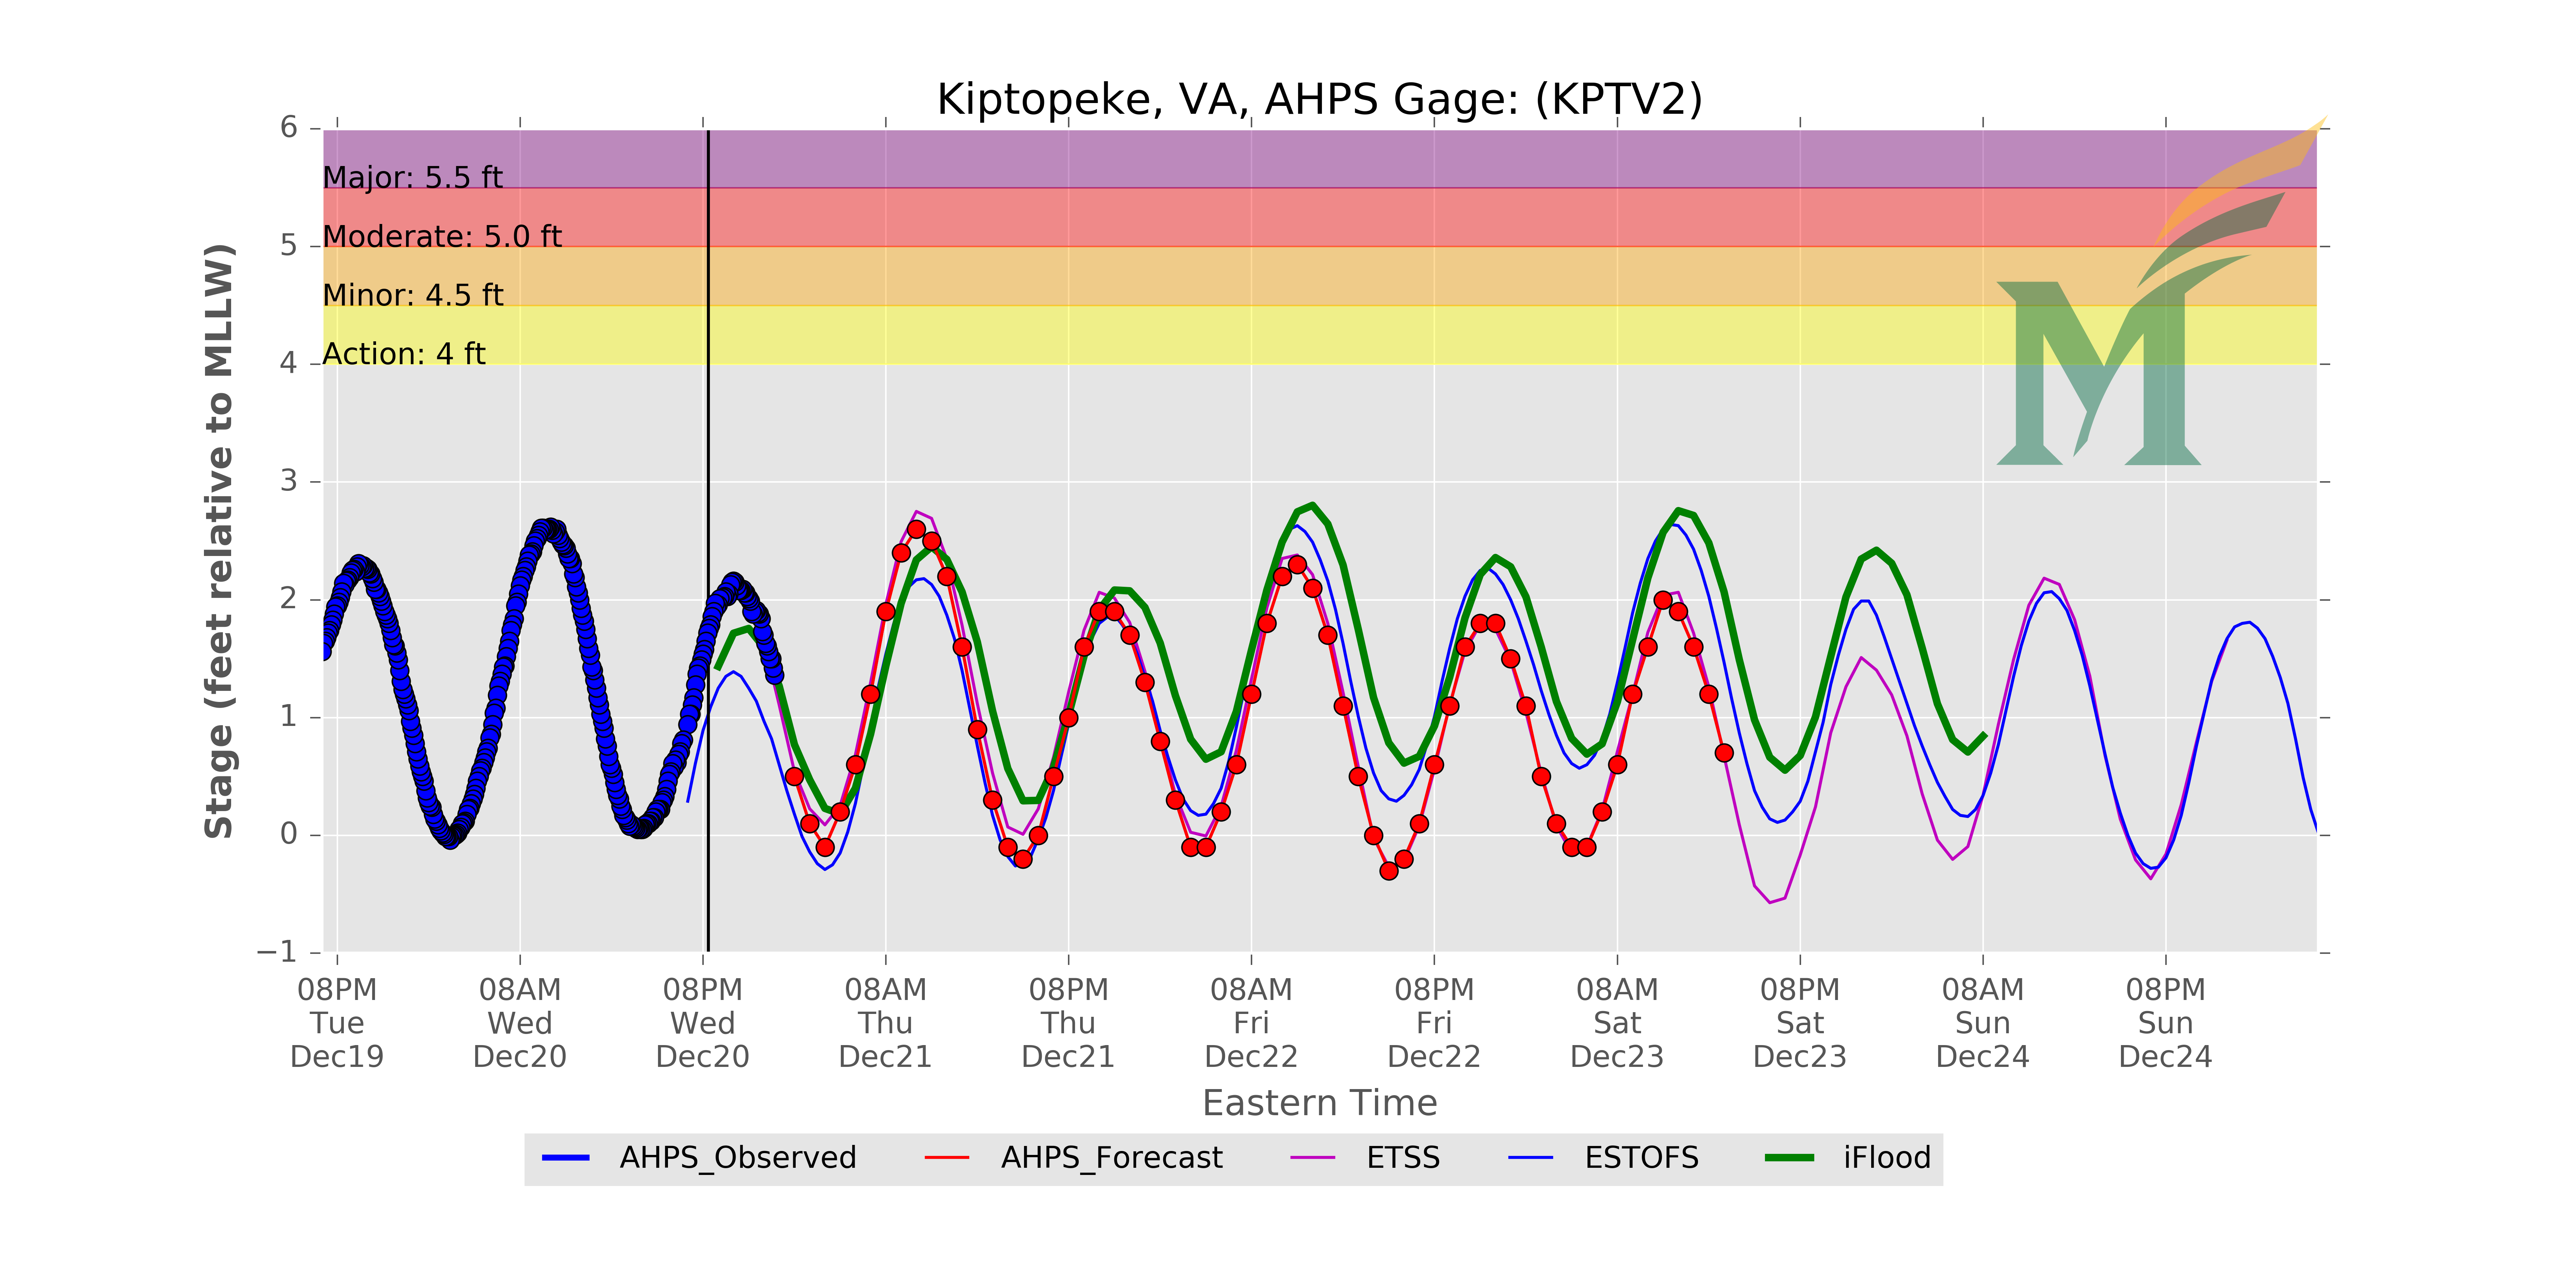 Kiptopeke, VA, AHPS Gage: (KPTV2)
6
Major: 5.5 ft
Moderate: 5.0 ft
5
Minor: 4.5 ft
Action: 4 ft
4
3
2
1
0
−1
Stage (feet relative to MLLW)
08PM 08AM 08PM 08AM 08PM 08AM 08PM 08AM 08PM 08AM 08PM
Tue Wed Wed Thu Thu Fri Fri Sat Sat Sun Sun
Dec19 Dec20 Dec20 Dec21 Dec21 Dec22 Dec22 Dec23 Dec23 Dec24 Dec24
Eastern Time
AHPS_Observed AHPS_Forecast ETSS ESTOFS iFlood
M